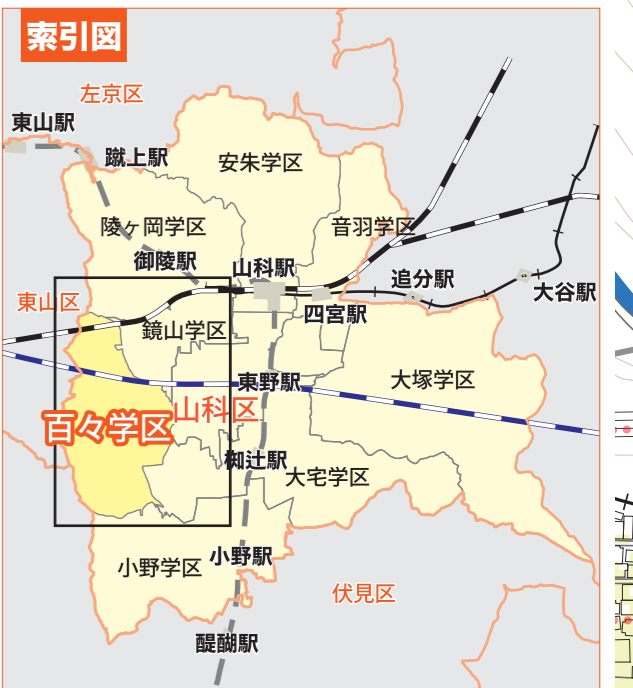 索引図
左京区
東山駅
蹴上駅
安朱学区
陵ヶ岡学区
音羽学区
御陵駅
山科駅
追分駅
大谷駅
東山区
四宮駅
鏡山学区
東野駅
大塚学区
山科区
百々学区
椥辻駅
大宅学区
小野駅
小野学区
伏見区
醍醐駅